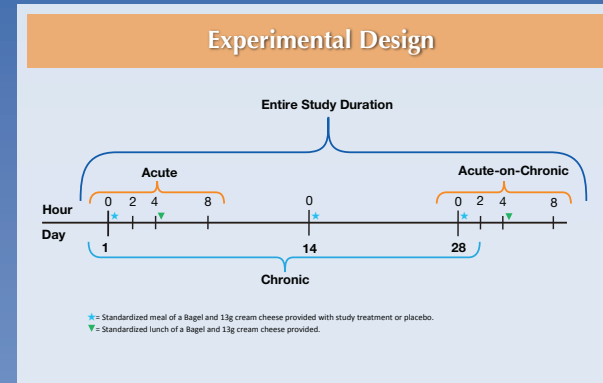 Experimental Design
Entire Study Duration
Acute
Acute-on-Chronic
Hour 0 2 4 8 0 0 2 4 8
Day 1 14 28
Chronic
★= Standardized meal of a Bagel and 13g cream cheese provided with study treatment or placebo.
▼= Standardized lunch of a Bagel and 13g cream cheese provided.